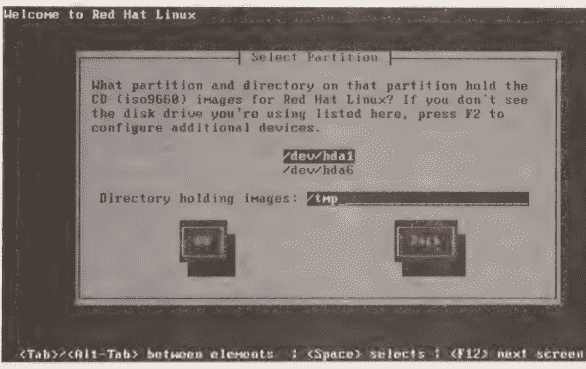 Welcome to Red Hat Linux
Select Partition
What partition and directory on that partition hold the
CD (iso9660) images for Red Hat Linux? If you don't see
the disk drive you're using listed here, press F2 to
configure additional devices.
/dev/hda1
/dev/hda6
Directory holding images: /tmp
OK Back
<Tab>/<Alt-Tab> between elements | <Space> selects | <F12> next screen